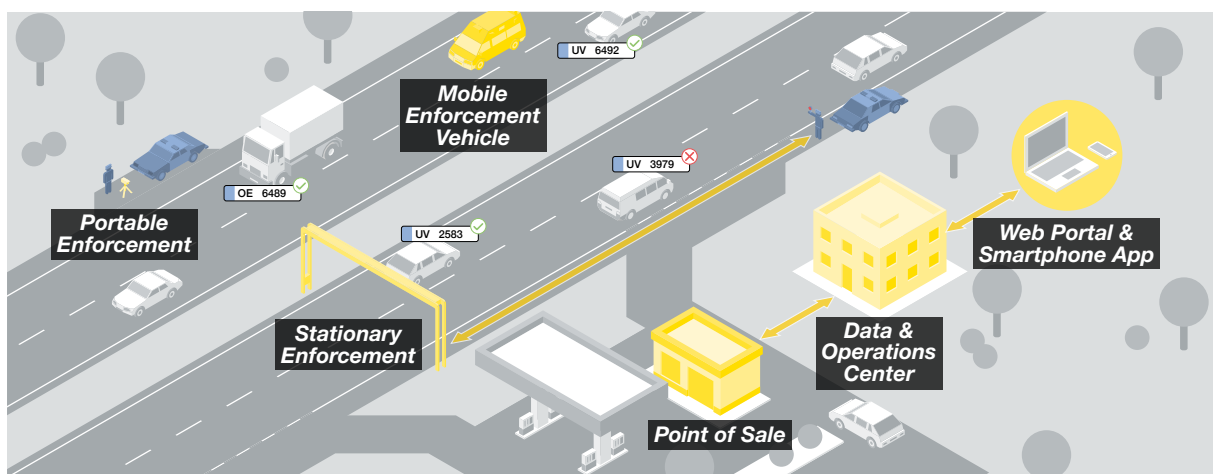 UV 6492
Mobile
Enforcement
Vehicle
UV 3979
OE 6489
Portable
Enforcement
UV 2583
Web Portal &
Smartphone App
Stationary
Enforcement
Data &
Operations
Center
Point of Sale